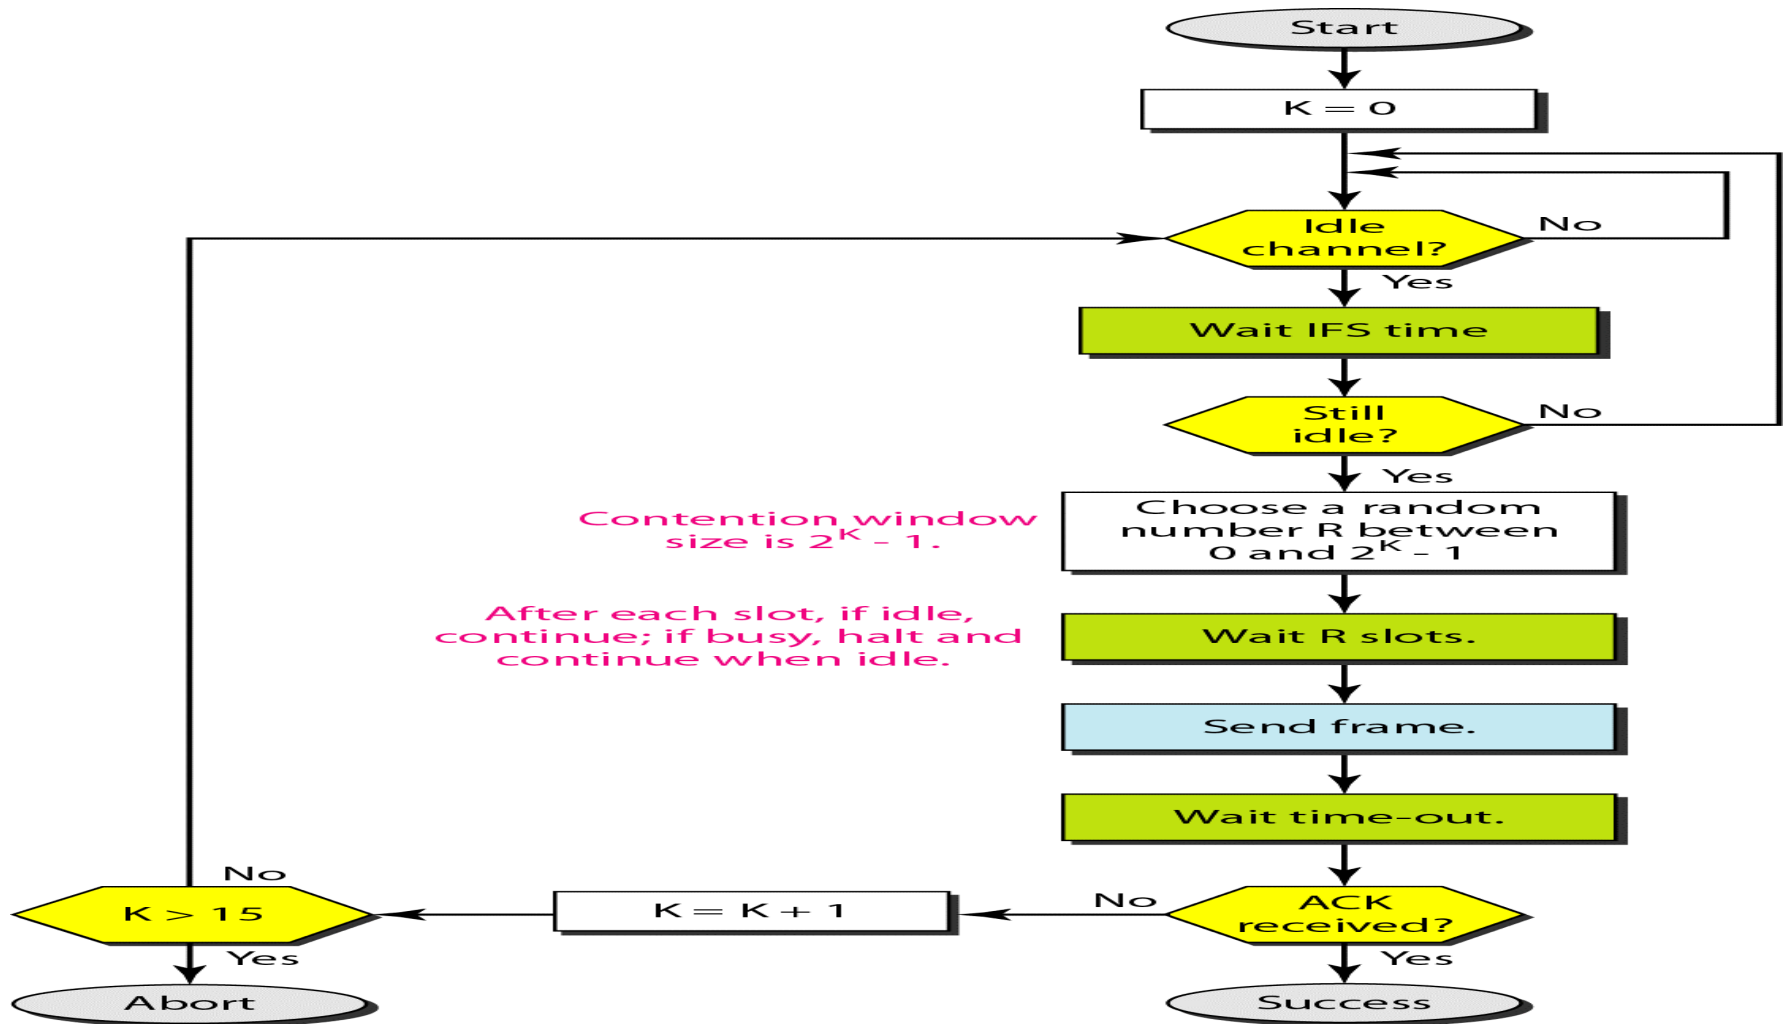 Start
K = 0
Idle
channel?
No
Yes
Wait IFS time
Still
idle?
No
Yes
Choose a random
number R between
0 and 2^K - 1
Contention window
size is 2^K - 1.
After each slot, if idle,
continue; if busy, halt and
continue when idle.
Wait R slots.
Send frame.
Wait time-out.
ACK
received?
No
Yes
K = K + 1
K > 15
No
Yes
Abort
Success